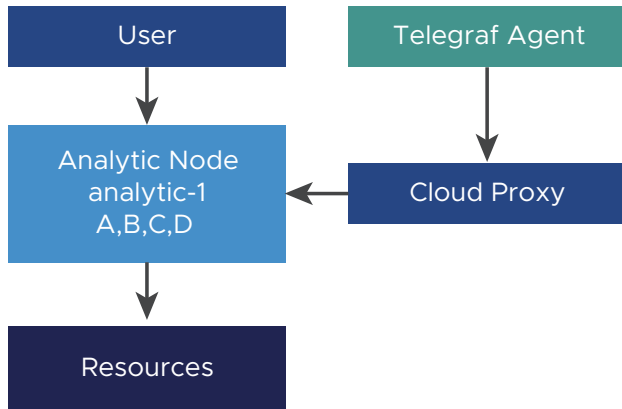 User
Telegraf Agent
Analytic Node
analytic-1
A,B,C,D
Cloud Proxy
Resources